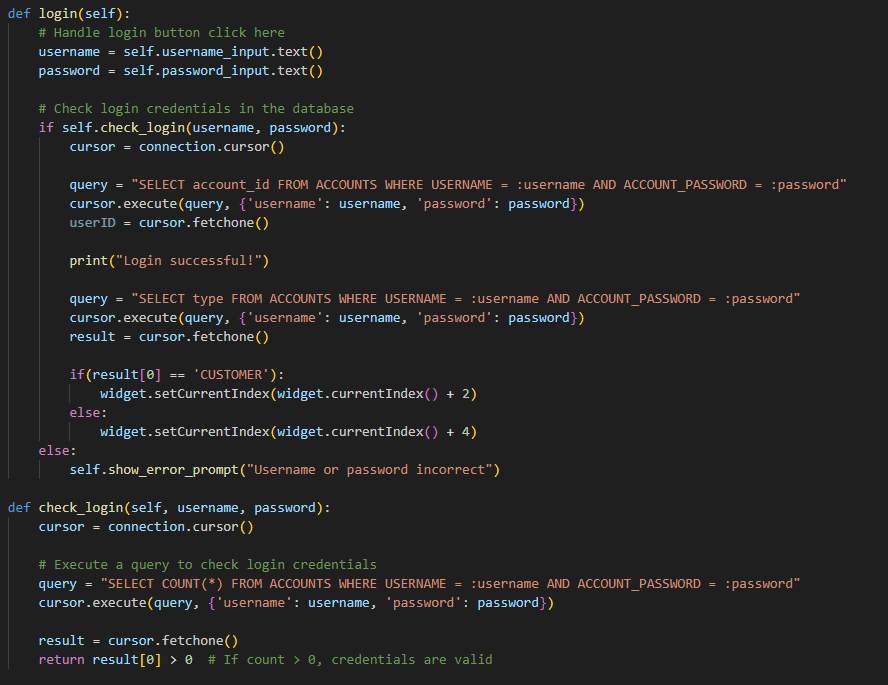 def login(self):
    # Handle login button click here
    username = self.username_input.text()
    password = self.password_input.text()

    # Check login credentials in the database
    if self.check_login(username, password):
        cursor = connection.cursor()

        query = "SELECT account_id FROM ACCOUNTS WHERE USERNAME = :username AND ACCOUNT_PASSWORD = :password"
        cursor.execute(query, {'username': username, 'password': password})
        userID = cursor.fetchone()

        print("Login successful!")

        query = "SELECT type FROM ACCOUNTS WHERE USERNAME = :username AND ACCOUNT_PASSWORD = :password"
        cursor.execute(query, {'username': username, 'password': password})
        result = cursor.fetchone()

        if(result[0] == 'CUSTOMER'):
            widget.setCurrentIndex(widget.currentIndex() + 2)
        else:
            widget.setCurrentIndex(widget.currentIndex() + 4)
    else:
        self.show_error_prompt("Username or password incorrect")

def check_login(self, username, password):
    cursor = connection.cursor()

    # Execute a query to check login credentials
    query = "SELECT COUNT(*) FROM ACCOUNTS WHERE USERNAME = :username AND ACCOUNT_PASSWORD = :password"
    cursor.execute(query, {'username': username, 'password': password})

    result = cursor.fetchone()
    return result[0] > 0  # If count > 0, credentials are valid